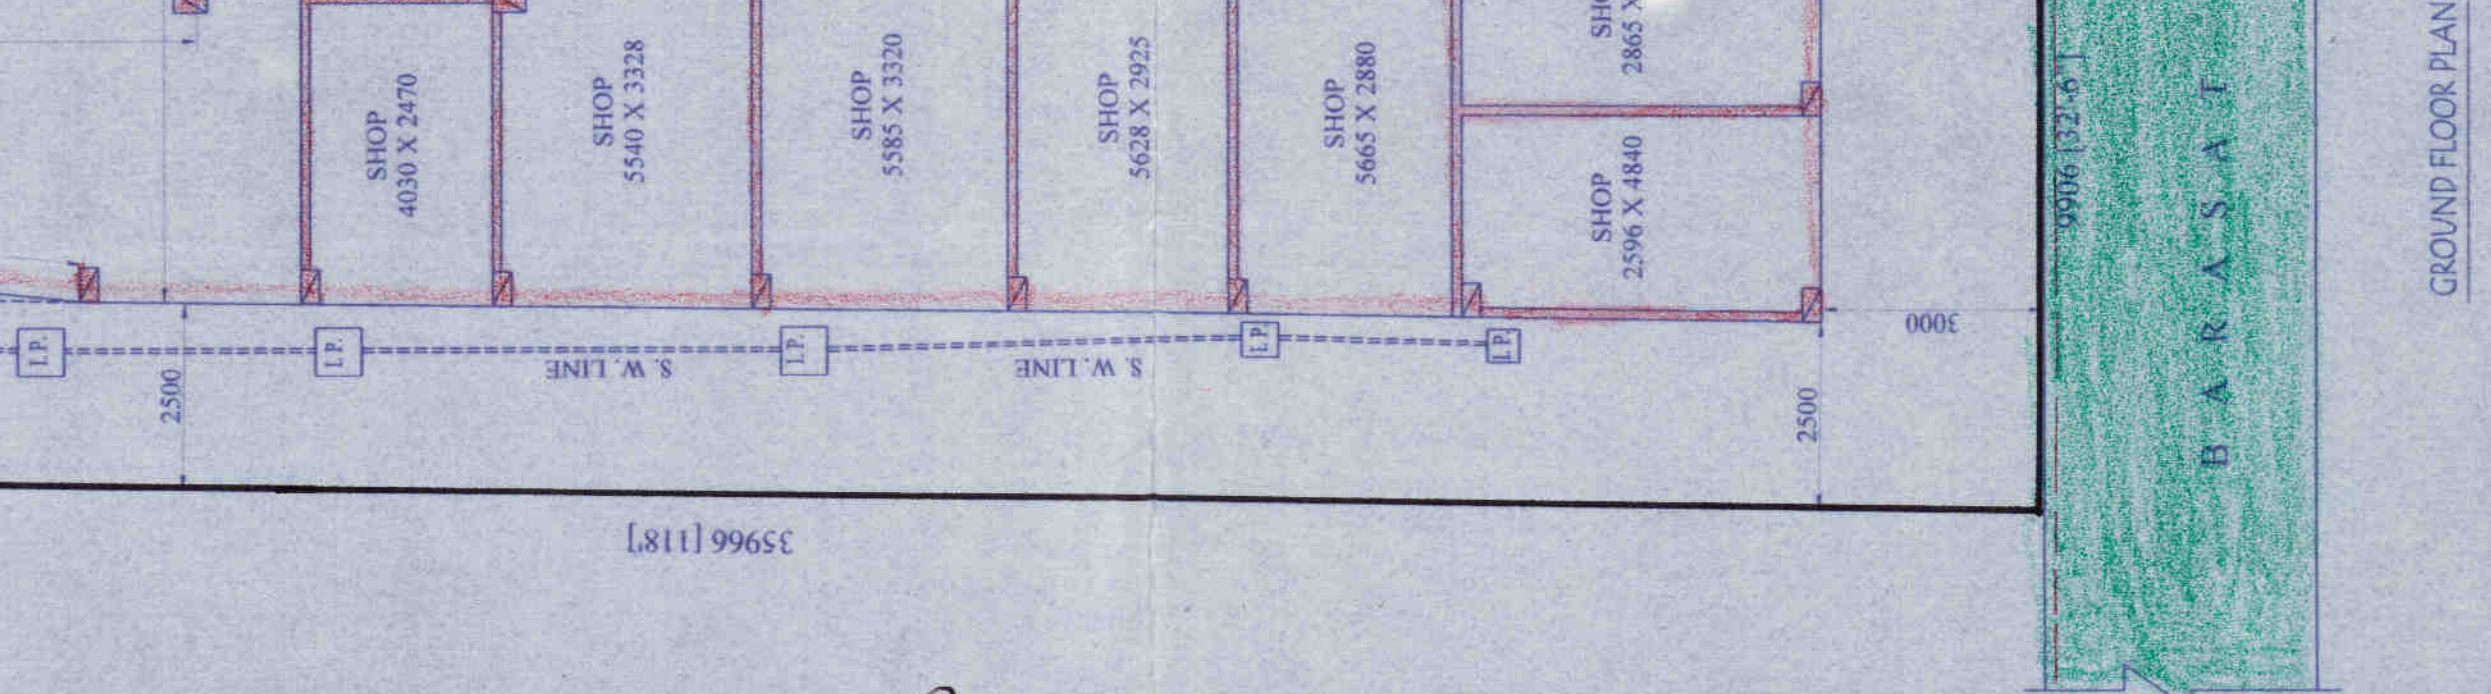 SHOP
4030 X 2470
SHOP
5540 X 3328
SHOP
5585 X 3320
SHOP
5628 X 2925
SHOP
5665 X 2880
SHOP
2596 X 4840
2865 X
I.P.
I.P.
I.P.
I.P.
I.P.
S. W. LINE
S. W. LINE
2500
2500
3000
35966 [118']
9906 [32'-6"]
BARASAT
GROUND FLOOR PLAN